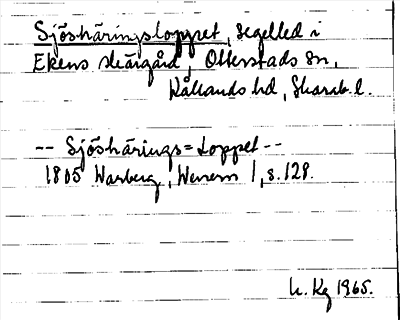 Sjöshäringsloppet, segelled i
Ekens skärgård, Otterstads sn,
Kållands hd, Skarab. l.
-- Sjöshärings=Loppet --
1805 Warberg, Wenern 1, s. 128.
h. Kg 1965.